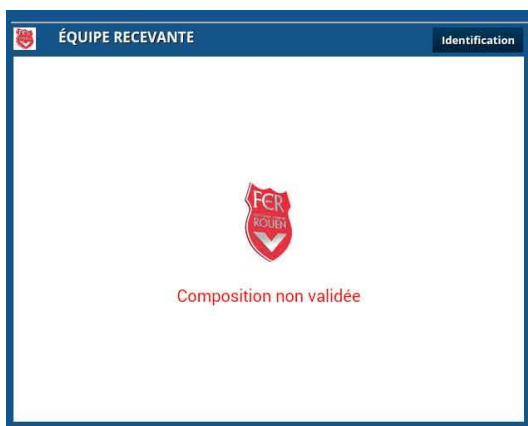 ÉQUIPE RECEVANTE
Identification
FCR
ROUEN
Composition non validée